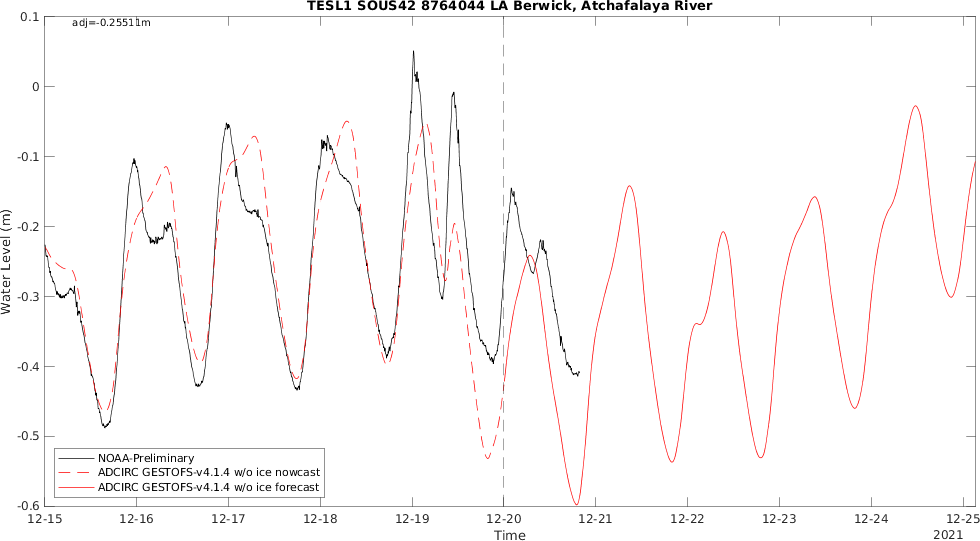 TESL1 SOUS42 8764044 LA Berwick, Atchafalaya River
adj=-0.25511m
0.1
0
-0.1
-0.2
-0.3
-0.4
-0.5
-0.6
Water Level (m)
NOAA-Preliminary
ADCIRC GESTOFS-v4.1.4 w/o ice nowcast
ADCIRC GESTOFS-v4.1.4 w/o ice forecast
12-15 12-16 12-17 12-18 12-19 12-20 12-21 12-22 12-23 12-24 12-25
Time
2021